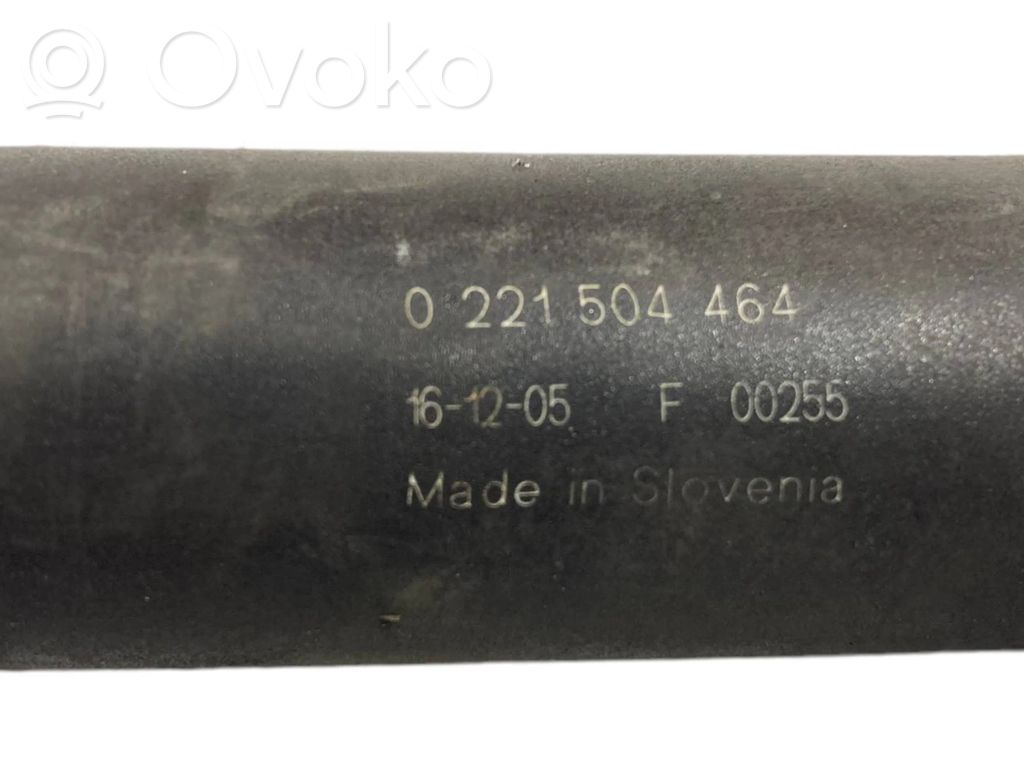 Ovoko
0 221 504 464
16-12-05 F 00255
Made in Slovenia